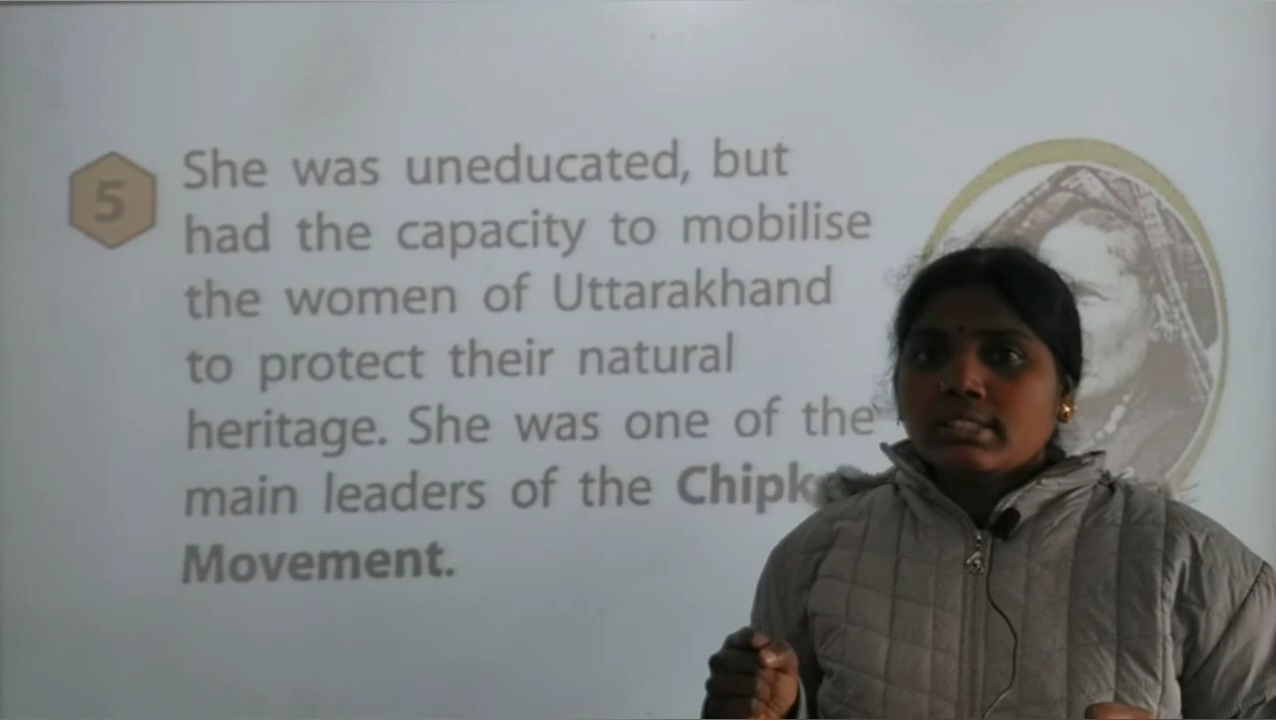 5
She was uneducated, but
had the capacity to mobilise
the women of Uttarakhand
to protect their natural
heritage. She was one of the
main leaders of the
Movement.